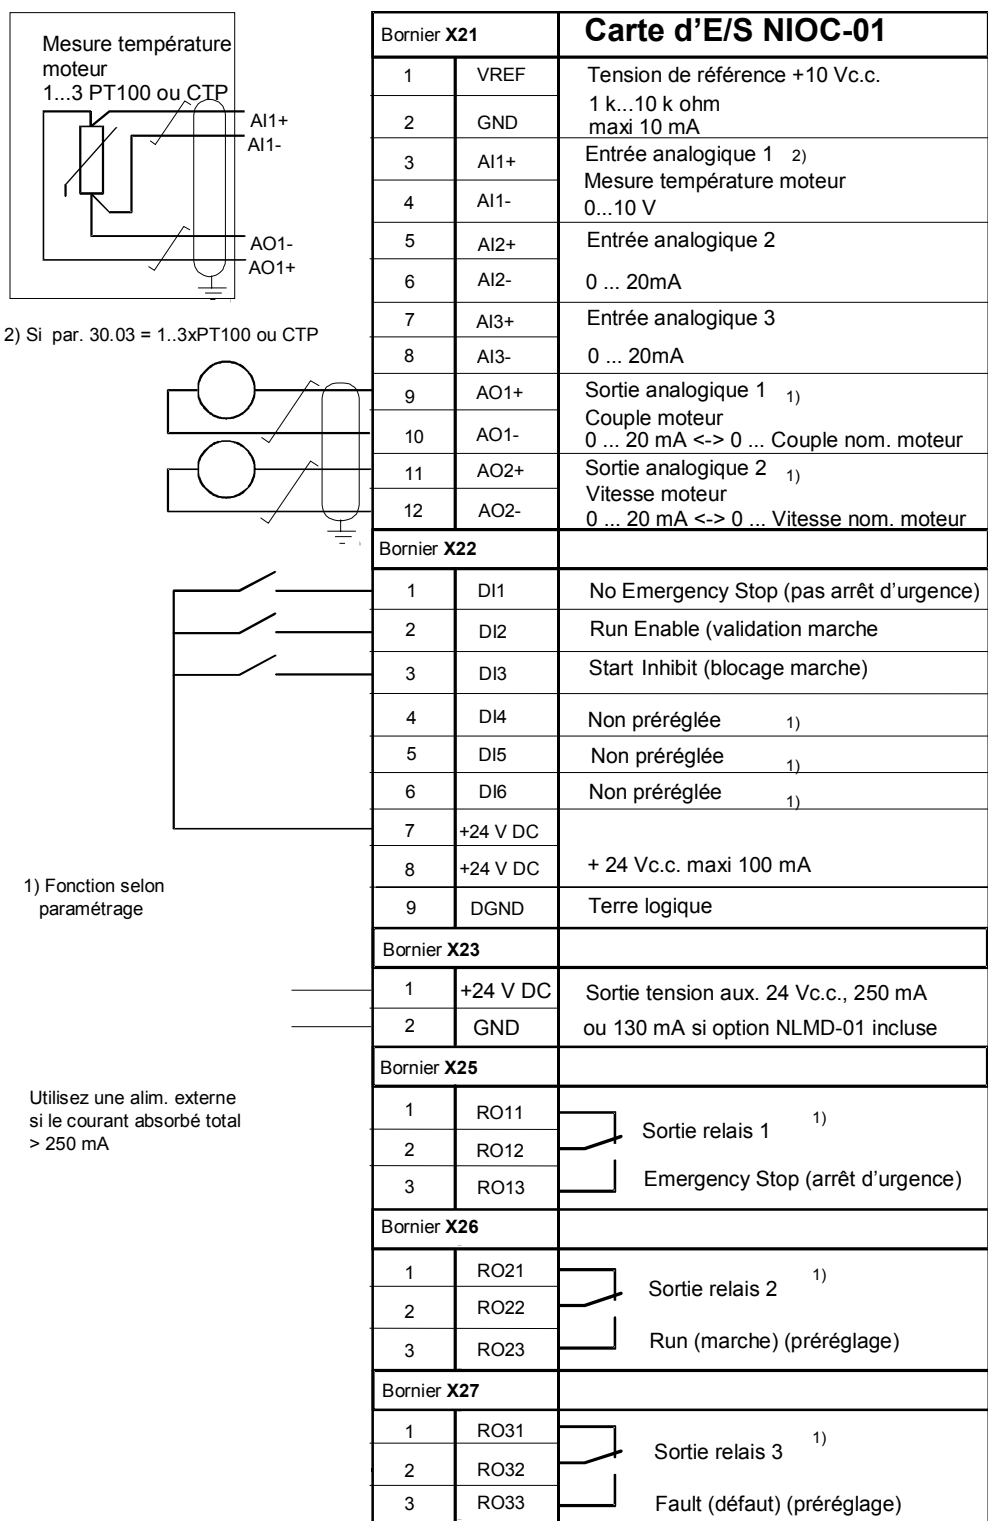 Mesure température
moteur
1...3 PT100 ou CTP
AI1+
AI1-
AO1-
AO1+
2) Si par. 30.03 = 1..3xPT100 ou CTP
1) Fonction selon
paramétrage
Utilisez une alim. externe
si le courant absorbé total
> 250 mA
Bornier X21 Carte d’E/S NIOC-01
1 VREF Tension de référence +10 Vc.c.
1 k...10 k ohm
2 GND maxi 10 mA
3 AI1+ Entrée analogique 1 2)
Mesure température moteur
4 AI1- 0...10 V
5 AI2+ Entrée analogique 2
6 AI2- 0 ... 20mA
7 AI3+ Entrée analogique 3
8 AI3- 0 ... 20mA
9 AO1+ Sortie analogique 1 1)
Couple moteur
10 AO1- 0 ... 20 mA <-> 0 ... Couple nom. moteur
11 AO2+ Sortie analogique 2 1)
Vitesse moteur
12 AO2- 0 ... 20 mA <-> 0 ... Vitesse nom. moteur
Bornier X22
1 DI1 No Emergency Stop (pas arrêt d’urgence)
2 DI2 Run Enable (validation marche
3 DI3 Start Inhibit (blocage marche)
4 DI4 Non préréglée 1)
5 DI5 Non préréglée 1)
6 DI6 Non préréglée 1)
7 +24 V DC
8 +24 V DC + 24 Vc.c. maxi 100 mA
9 DGND Terre logique
Bornier X23
1 +24 V DC Sortie tension aux. 24 Vc.c., 250 mA
2 GND ou 130 mA si option NLMD-01 incluse
Bornier X25
1 RO11
2 RO12 Sortie relais 1 1)
3 RO13 Emergency Stop (arrêt d’urgence)
Bornier X26
1 RO21
2 RO22 Sortie relais 2 1)
3 RO23 Run (marche) (préréglage)
Bornier X27
1 RO31
2 RO32 Sortie relais 3 1)
3 RO33 Fault (défaut) (préréglage)